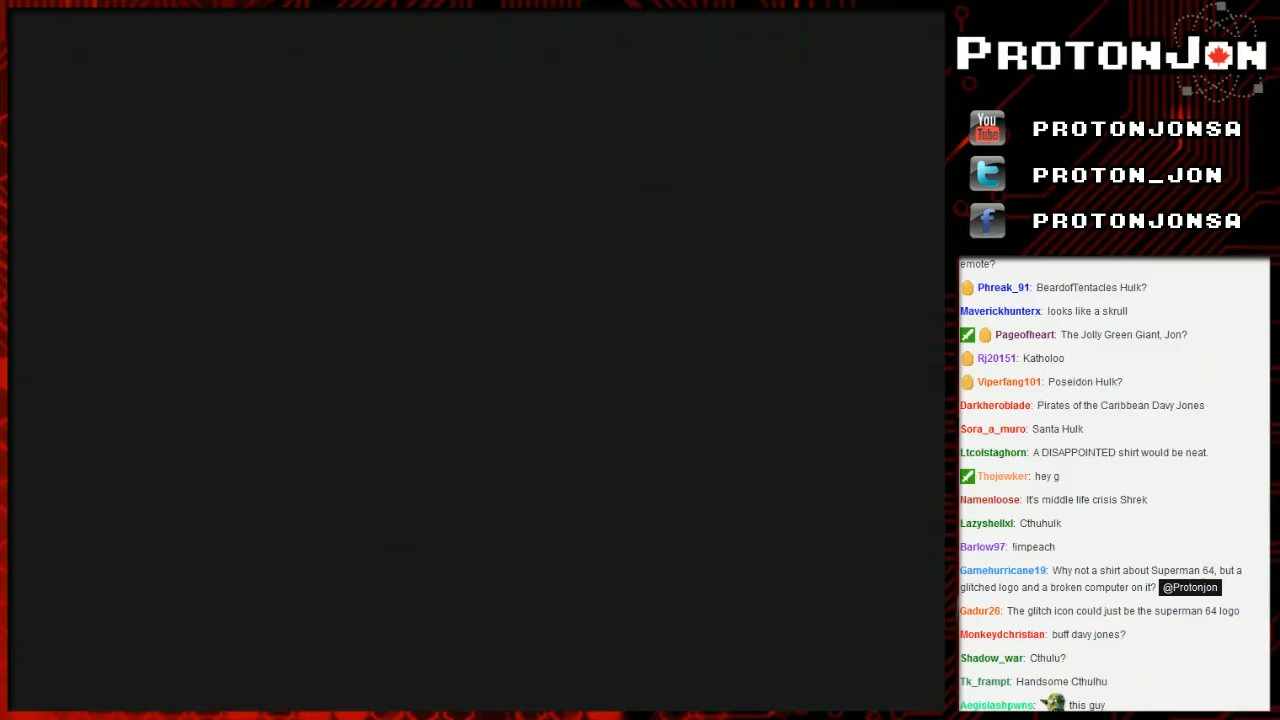 PROTONJON
You
Tube
PROTONJONSA
PROTON_JON
PROTONJONSA
emote?
Phreak_91: BeardofTentacles Hulk?
Maverickhunterx: looks like a skrull
Pageofheart: The Jolly Green Giant, Jon?
Rj20151: Katholoo
Viperfang101: Poseidon Hulk?
Darkheroblade: Pirates of the Caribbean Davy Jones
Sora_a_muro: Santa Hulk
Ltcolstaghorn: A DISAPPOINTED shirt would be neat.
Thejewker: hey g
Namenloose: It's middle life crisis Shrek
Lazyshellxl: Cthuhulk
Barlow97: !impeach
Gamehurricane19: Why not a shirt about Superman 64, but a
glitched logo and a broken computer on it? @Protonjon
Gadur26: The glitch icon could just be the superman 64 logo
Monkeydchristian: buff davy jones?
Shadow_war: Cthulu?
Tk_frampt: Handsome Cthulhu
Aegislashpwns: this guy